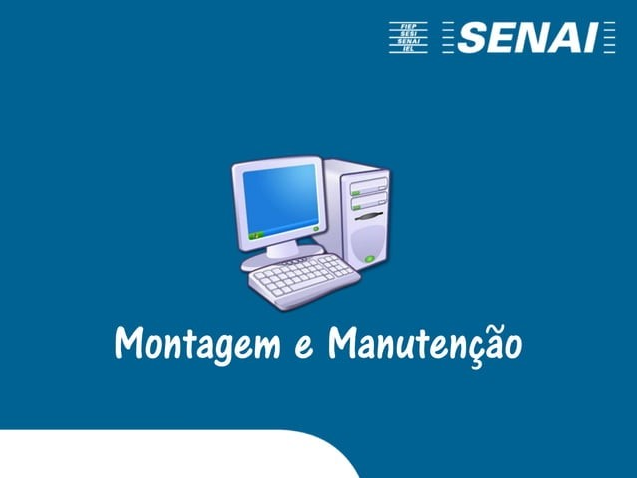 FIEP
SESI
SENAI
IEL
SENAI
Montagem e Manutenção